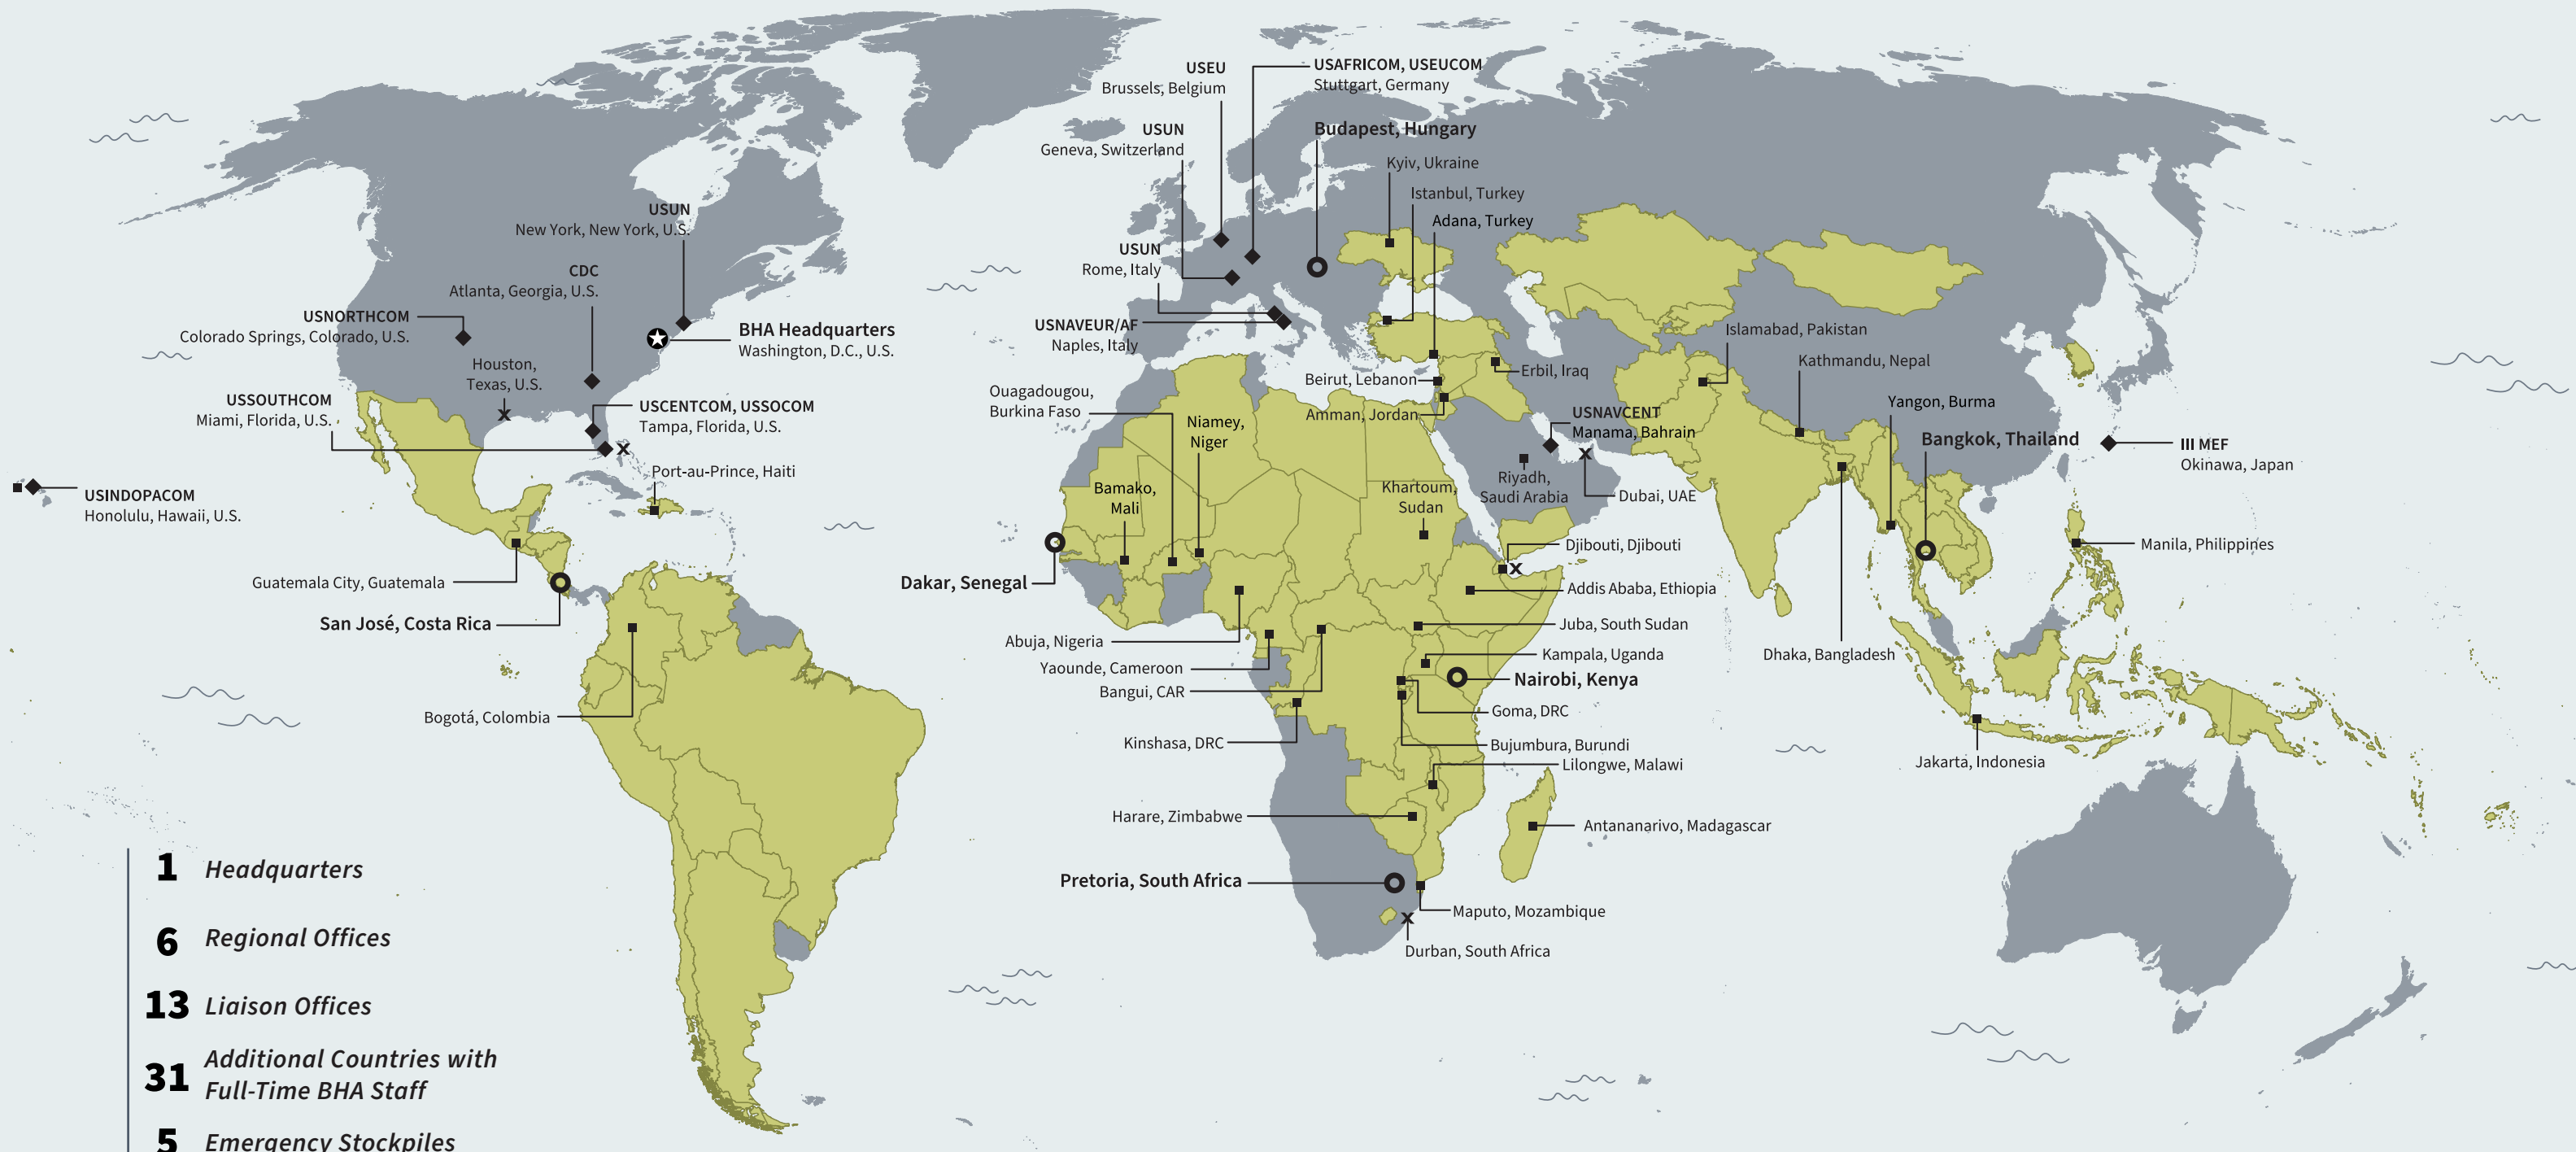 USEU
Brussels, Belgium
USAFRICOM, USEUCOM
Stuttgart, Germany
USUN
Geneva, Switzerland
Budapest, Hungary
Kyiv, Ukraine
Istanbul, Turkey
Adana, Turkey
USUN
New York, New York, U.S.
USUN
Rome, Italy
CDC
Atlanta, Georgia, U.S.
USNORTHCOM
Colorado Springs, Colorado, U.S.
BHA Headquarters
Washington, D.C., U.S.
USNAVEUR/AF
Naples, Italy
Islamabad, Pakistan
Kathmandu, Nepal
Houston,
Texas, U.S.
Beirut, Lebanon
Erbil, Iraq
Ouagadougou,
Burkina Faso
USSOUTHCOM
Miami, Florida, U.S.
USCENTCOM, USSOCOM
Tampa, Florida, U.S.
Niamey,
Niger
Amman, Jordan
USNAVCENT
Manama, Bahrain
Yangon, Burma
Bangkok, Thailand
III MEF
Okinawa, Japan
Port-au-Prince, Haiti
Bamako,
Mali
Khartoum,
Sudan
Riyadh,
Saudi Arabia
Dubai, UAE
USINDOPACOM
Honolulu, Hawaii, U.S.
Djibouti, Djibouti
Manila, Philippines
Guatemala City, Guatemala
Dakar, Senegal
Addis Ababa, Ethiopia
San José, Costa Rica
Abuja, Nigeria
Juba, South Sudan
Yaounde, Cameroon
Kampala, Uganda
Dhaka, Bangladesh
Bangui, CAR
Nairobi, Kenya
Bogotá, Colombia
Goma, DRC
Kinshasa, DRC
Bujumbura, Burundi
Lilongwe, Malawi
Jakarta, Indonesia
Harare, Zimbabwe
Antananarivo, Madagascar
Pretoria, South Africa
Maputo, Mozambique
Durban, South Africa
1 Headquarters
6 Regional Offices
13 Liaison Offices
31 Additional Countries with
Full-Time BHA Staff
5 Emergency Stockpiles